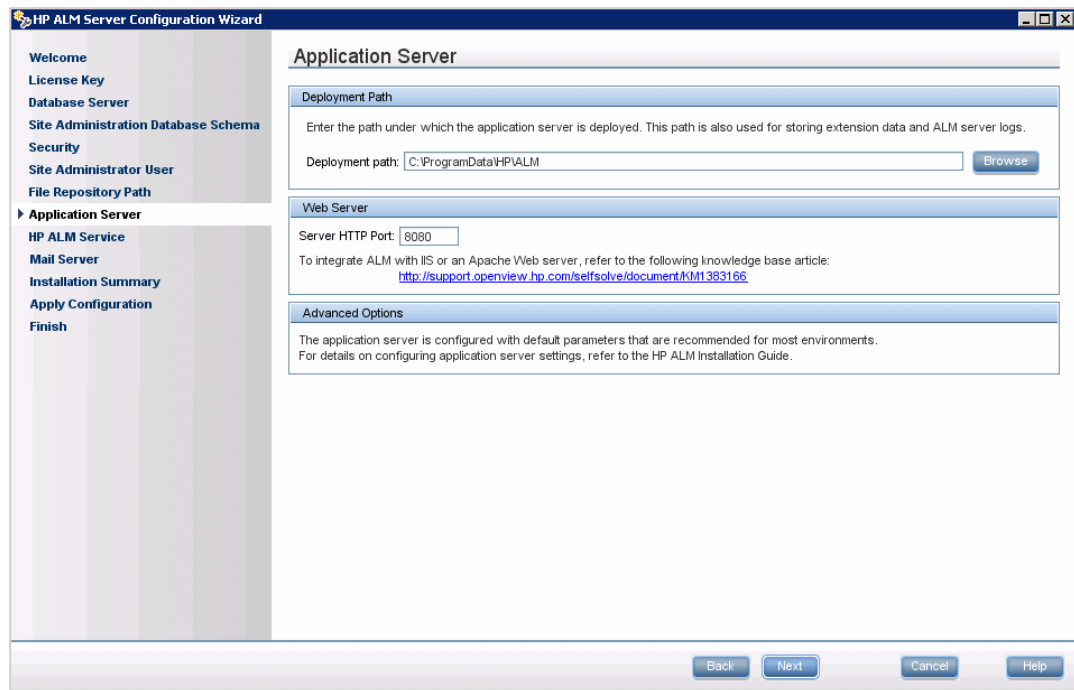 HP ALM Server Configuration Wizard
Welcome
License Key
Database Server
Site Administration Database Schema
Security
Site Administrator User
File Repository Path
Application Server
HP ALM Service
Mail Server
Installation Summary
Apply Configuration
Finish
Application Server
Deployment Path
Enter the path under which the application server is deployed. This path is also used for storing extension data and ALM server logs.
Deployment path: C:\ProgramData\HP\ALM Browse
Web Server
Server HTTP Port: 8080
To integrate ALM with IIS or an Apache Web server, refer to the following knowledge base article:
http://support.openview.hp.com/selfsolve/document/KM1383166
Advanced Options
The application server is configured with default parameters that are recommended for most environments.
For details on configuring application server settings, refer to the HP ALM Installation Guide.
Back Next Cancel Help